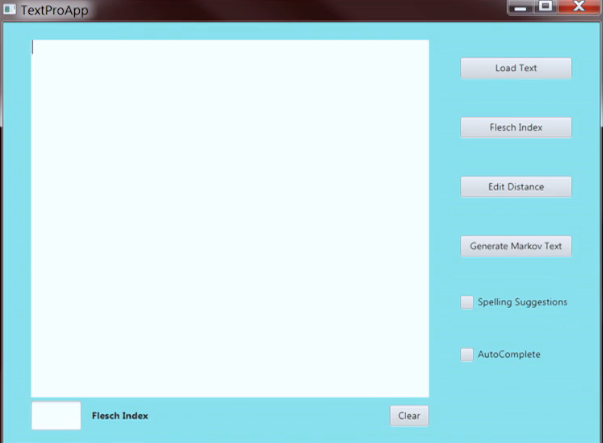 TextProApp
Load Text
Flesch Index
Edit Distance
Generate Markov Text
Spelling Suggestions
AutoComplete
Flesch Index
Clear